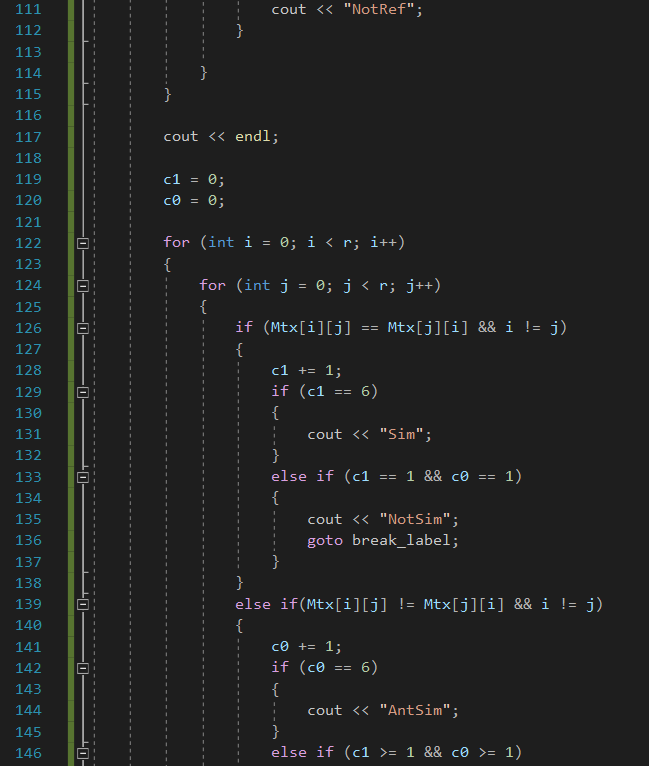 111 cout << "NotRef";
112 }
113
114 }
115 }
116
117 cout << endl;
118
119 c1 = 0;
120 c0 = 0;
121
122 for (int i = 0; i < r; i++)
123 {
124 for (int j = 0; j < r; j++)
125 {
126 if (Mtx[i][j] == Mtx[j][i] && i != j)
127 {
128 c1 += 1;
129 if (c1 == 6)
130 {
131 cout << "Sim";
132 }
133 else if (c1 == 1 && c0 == 1)
134 {
135 cout << "NotSim";
136 goto break_label;
137 }
138 }
139 else if(Mtx[i][j] != Mtx[j][i] && i != j)
140 {
141 c0 += 1;
142 if (c0 == 6)
143 {
144 cout << "AntSim";
145 }
146 else if (c1 >= 1 && c0 >= 1)